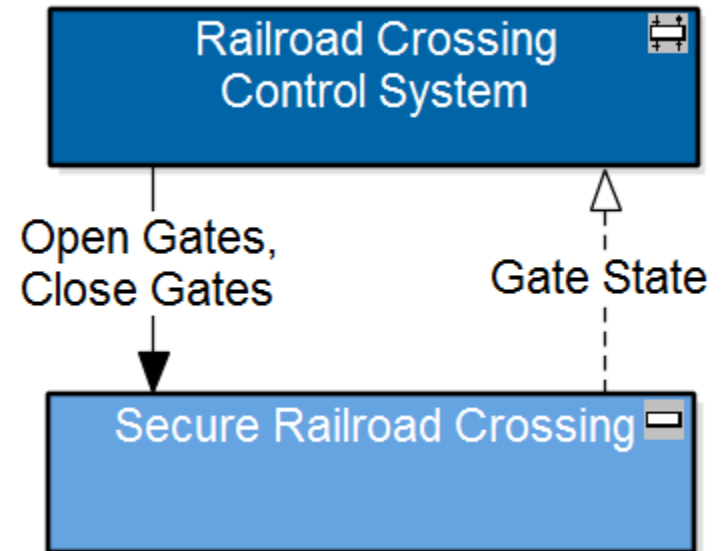 Railroad Crossing
Control System
Open Gates,
Close Gates
Gate State
Secure Railroad Crossing